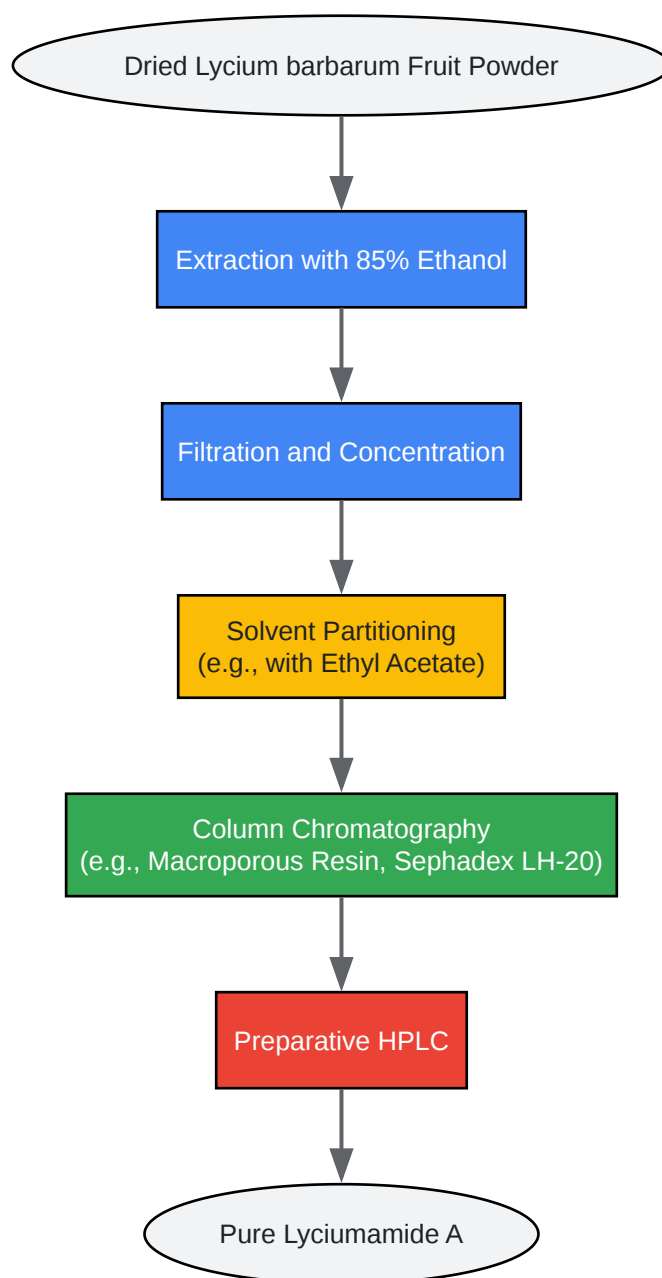 Dried Lycium barbarum Fruit Powder
Extraction with 85% Ethanol
Filtration and Concentration
Solvent Partitioning
(e.g., with Ethyl Acetate)
Column Chromatography
(e.g., Macroporous Resin, Sephadex LH-20)
Preparative HPLC
Pure Lyciumamide A